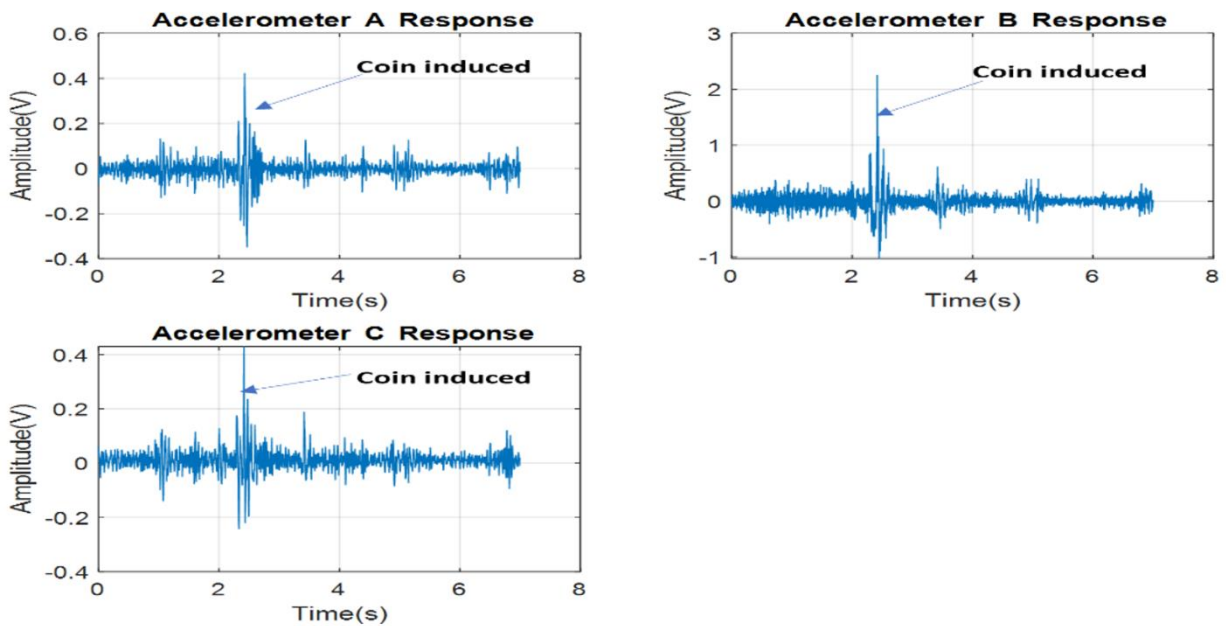 Accelerometer A Response
0.6
0.4
0.2
0
-0.2
-0.4
Amplitude(V)
Coin induced
0 2 4 6 8
Time(s)
Accelerometer B Response
3
2
1
0
-1
Amplitude(V)
Coin induced
0 2 4 6 8
Time(s)
Accelerometer C Response
0.4
0.2
0
-0.2
-0.4
Amplitude(V)
Coin induced
0 2 4 6 8
Time(s)